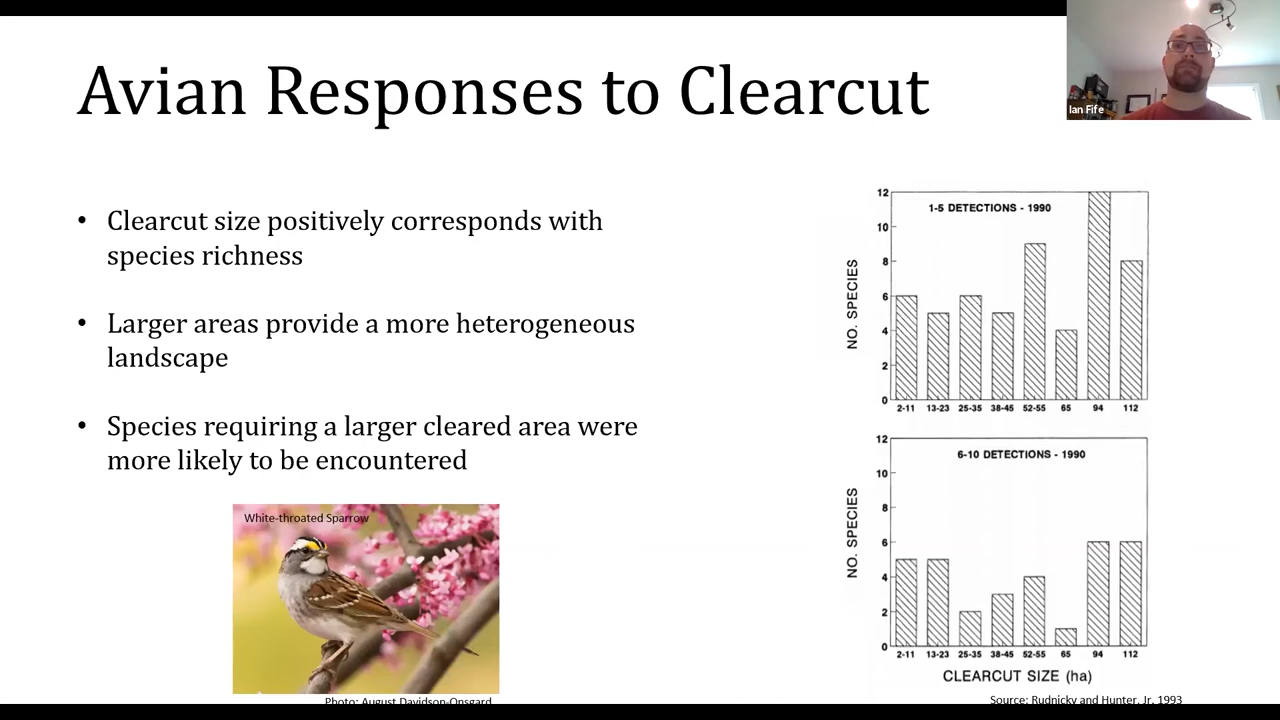 Avian Responses to Clearcut
Ian Fife
• Clearcut size positively corresponds with
species richness
• Larger areas provide a more heterogeneous
landscape
• Species requiring a larger cleared area were
more likely to be encountered
White-throated Sparrow
Photo: August Davidson-Onsgard
12
1-5 DETECTIONS - 1990
10
8
6
4
2
0
NO. SPECIES
2-11 13-23 25-35 38-45 52-55 65 94 112
12
6-10 DETECTIONS - 1990
10
8
6
4
2
0
NO. SPECIES
2-11 13-23 25-35 38-45 52-55 65 94 112
CLEARCUT SIZE (ha)
Source: Rudnicky and Hunter, Jr. 1993